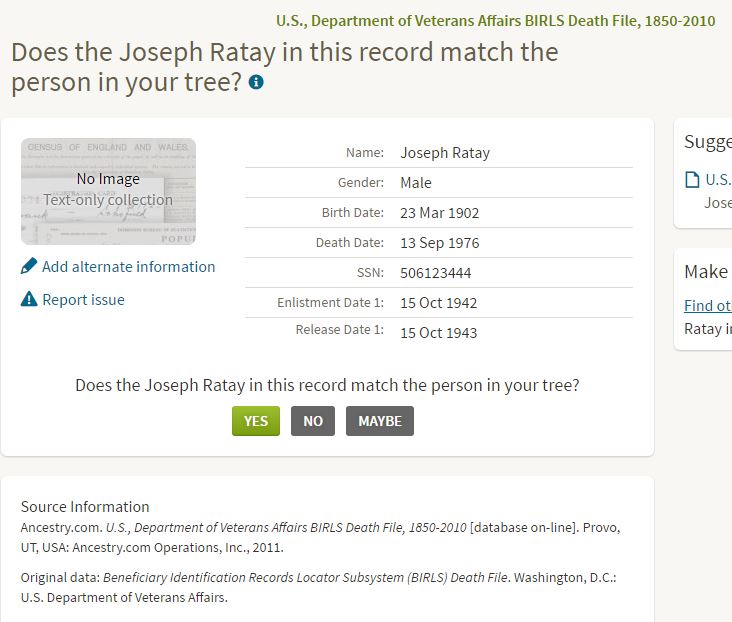 U.S., Department of Veterans Affairs BIRLS Death File, 1850-2010
Does the Joseph Ratay in this record match the
person in your tree?
CENSUS OF ENGLAND AND WALES,
No Image
Text-only collection
POPUL
Add alternate information
Report issue
Name: Joseph Ratay
Gender: Male
Birth Date: 23 Mar 1902
Death Date: 13 Sep 1976
SSN: 506123444
Enlistment Date 1: 15 Oct 1942
Release Date 1: 15 Oct 1943
Does the Joseph Ratay in this record match the person in your tree?
YES NO MAYBE
Source Information
Ancestry.com. U.S., Department of Veterans Affairs BIRLS Death File, 1850-2010 [database on-line]. Provo,
UT, USA: Ancestry.com Operations, Inc., 2011.
Original data: Beneficiary Identification Records Locator Subsystem (BIRLS) Death File. Washington, D.C.:
U.S. Department of Veterans Affairs.
Sugge
U.S.
Jose
Make
Find ot
Ratay i